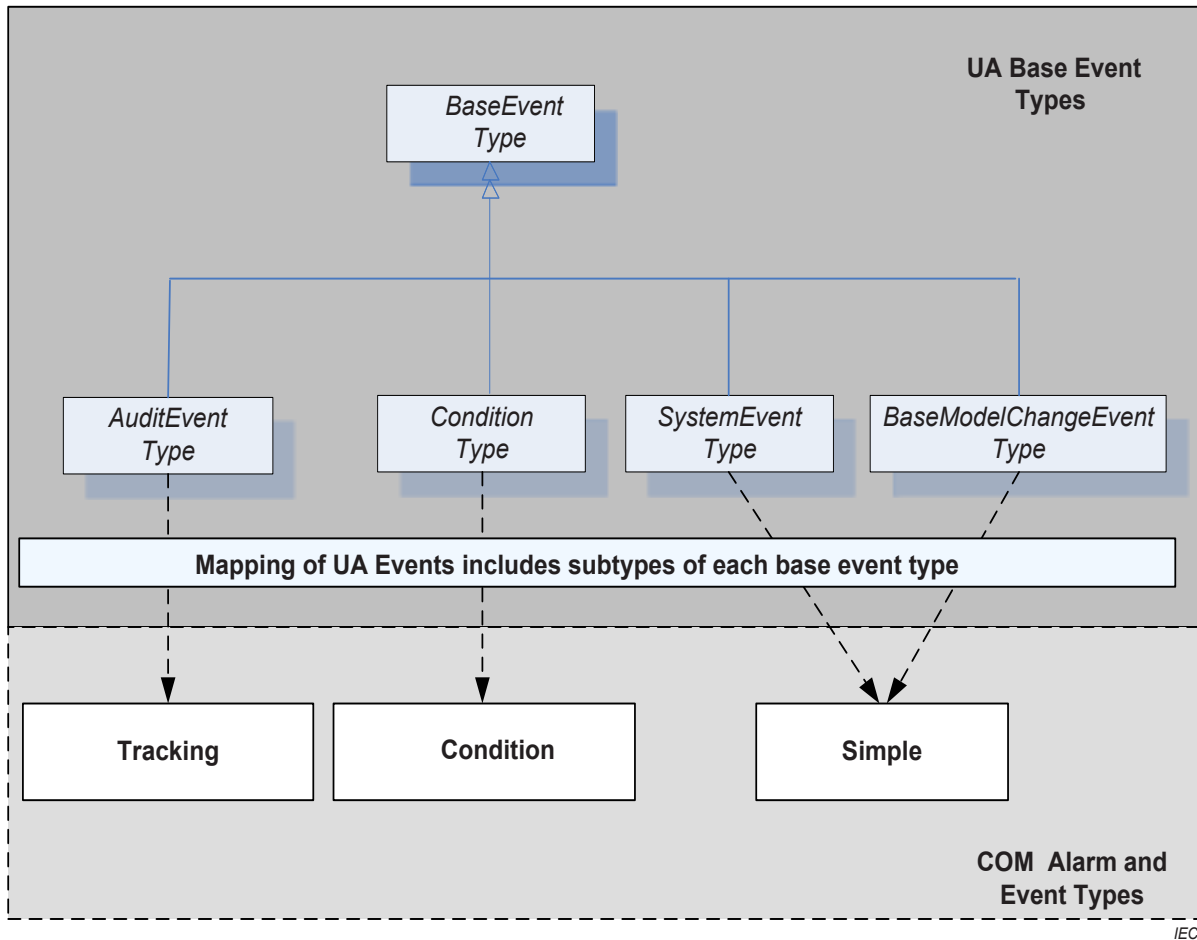 UA Base Event
Types
BaseEvent
Type
AuditEvent
Type
Condition
Type
SystemEvent
Type
BaseModelChangeEvent
Type
Mapping of UA Events includes subtypes of each base event type
Tracking
Condition
Simple
COM Alarm and
Event Types
IEC